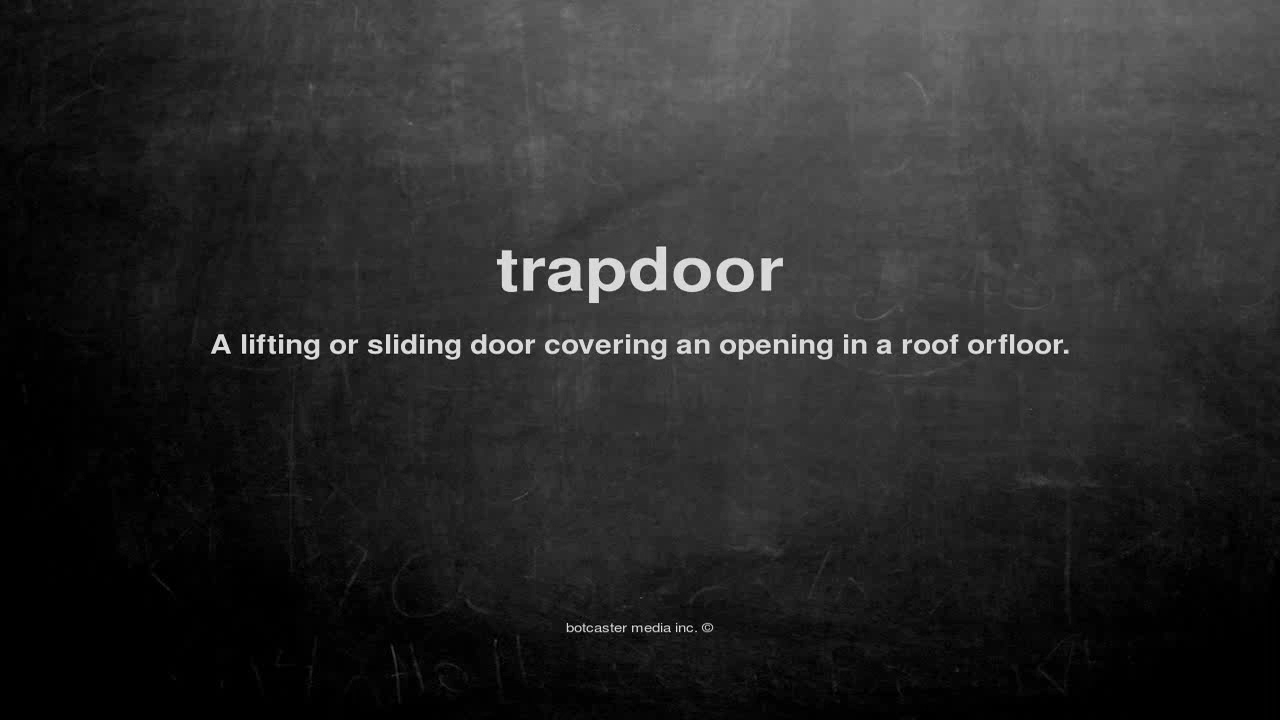 trapdoor
A lifting or sliding door covering an opening in a roof orfloor.
botcaster media inc. ©